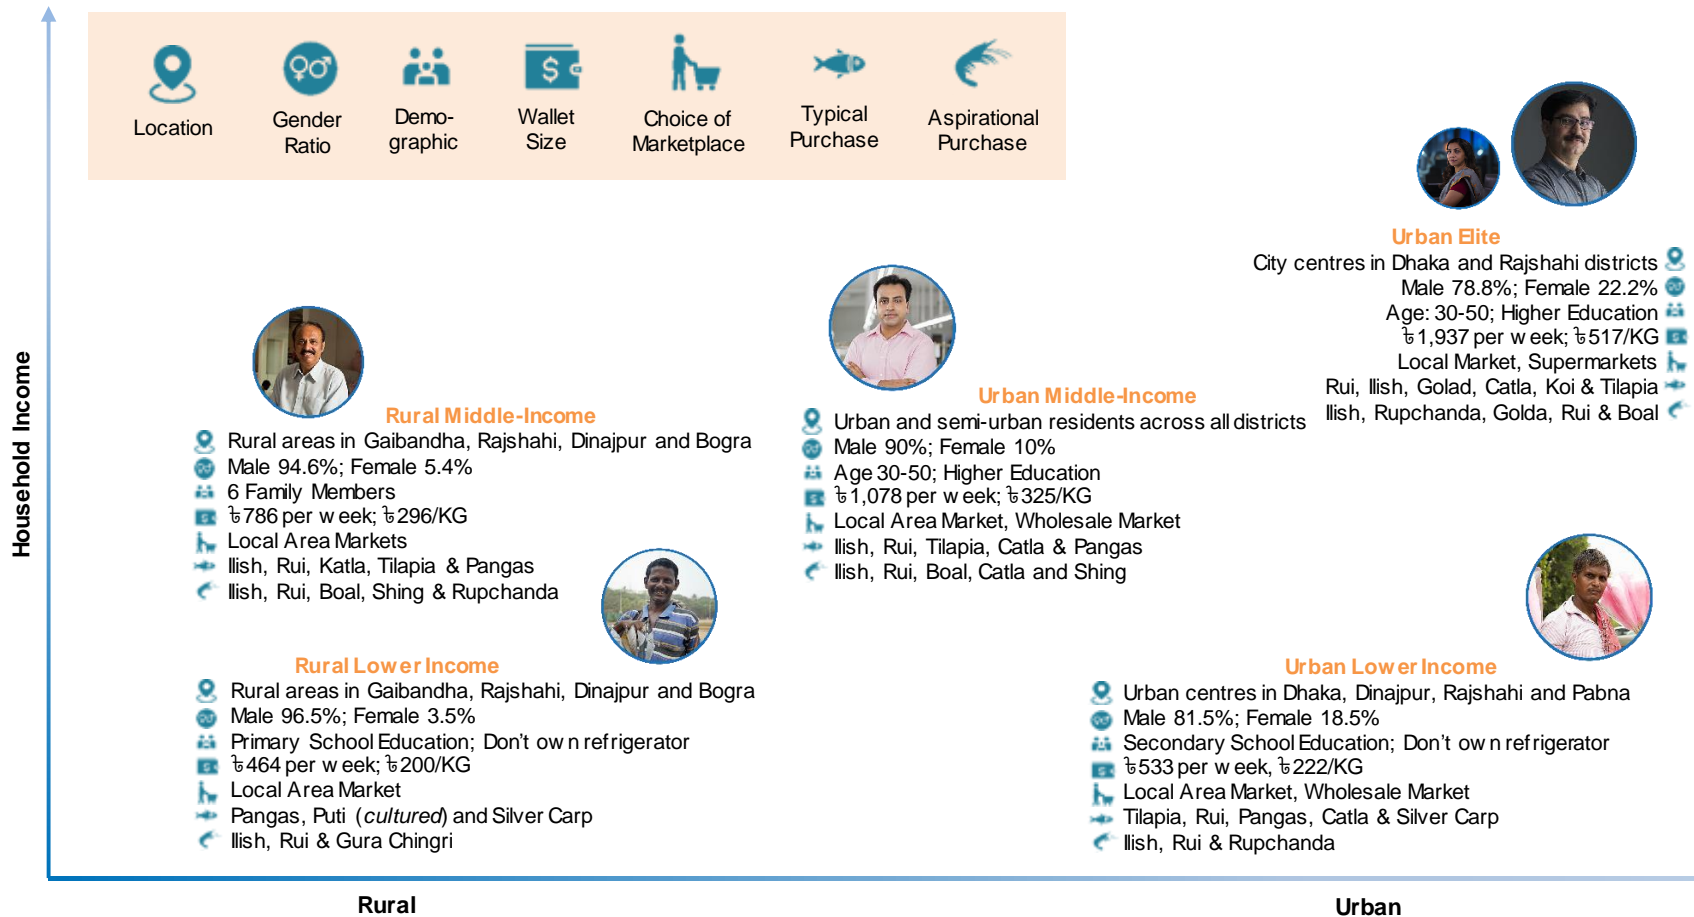 Location
Gender
Ratio
Demo-
graphic
Wallet
Size
Choice of
Marketplace
Typical
Purchase
Aspirational
Purchase
Urban Elite
City centres in Dhaka and Rajshahi districts
Male 78.8%; Female 22.2%
Age: 30-50; Higher Education
৳1,937 per week; ৳517/KG
Local Market, Supermarkets
Rui, Ilish, Golad, Catla, Koi & Tilapia
Ilish, Rupchanda, Golda, Rui & Boal
Rural Middle-Income
Rural areas in Gaibandha, Rajshahi, Dinajpur and Bogra
Male 94.6%; Female 5.4%
6 Family Members
৳786 per week; ৳296/KG
Local Area Markets
Ilish, Rui, Katla, Tilapia & Pangas
Ilish, Rui, Boal, Shing & Rupchanda
Urban Middle-Income
Urban and semi-urban residents across all districts
Male 90%; Female 10%
Age 30-50; Higher Education
৳1,078 per week; ৳325/KG
Local Area Market, Wholesale Market
Ilish, Rui, Tilapia, Catla & Pangas
Ilish, Rui, Boal, Catla and Shing
Rural Lower Income
Rural areas in Gaibandha, Rajshahi, Dinajpur and Bogra
Male 96.5%; Female 3.5%
Primary School Education; Don't own refrigerator
৳464 per week; ৳200/KG
Local Area Market
Pangas, Puti (cultured) and Silver Carp
Ilish, Rui & Gura Chingri
Urban Lower Income
Urban centres in Dhaka, Dinajpur, Rajshahi and Pabna
Male 81.5%; Female 18.5%
Secondary School Education; Don't own refrigerator
৳533 per week, ৳222/KG
Local Area Market, Wholesale Market
Tilapia, Rui, Pangas, Catla & Silver Carp
Ilish, Rui & Rupchanda
Household Income
Rural
Urban